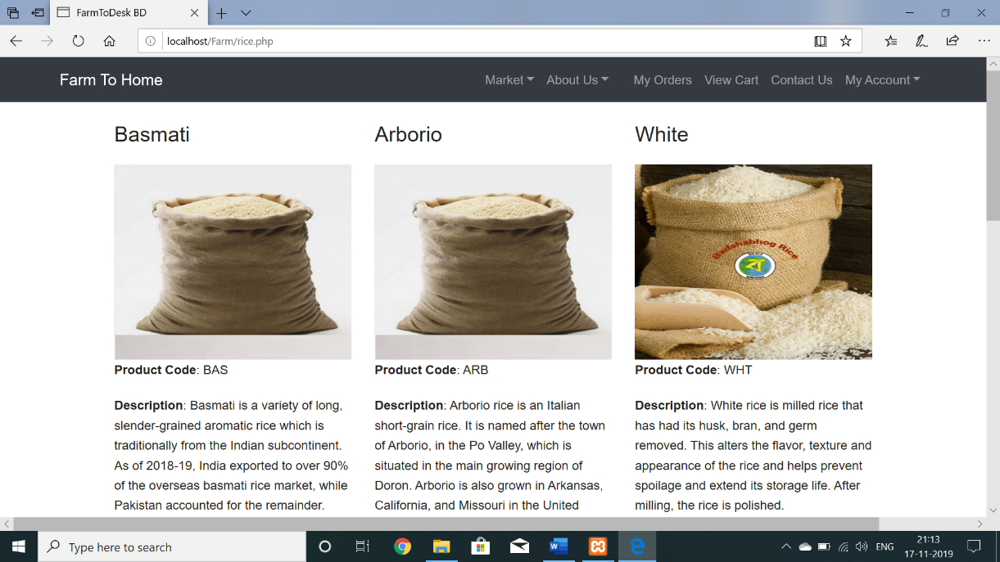 FarmToDesk BD
localhost/Farm/rice.php
Farm To Home
Market About Us My Orders View Cart Contact Us My Account
Basmati
Arborio
White
Badshabhog Rice
Product Code: BAS
Product Code: ARB
Product Code: WHT
Description: Basmati is a variety of long,
slender-grained aromatic rice which is
traditionally from the Indian subcontinent.
As of 2018-19, India exported to over 90%
of the overseas basmati rice market, while
Pakistan accounted for the remainder.
Description: Arborio rice is an Italian
short-grain rice. It is named after the town
of Arborio, in the Po Valley, which is
situated in the main growing region of
Doron. Arborio is also grown in Arkansas,
California, and Missouri in the United
Description: White rice is milled rice that
has had its husk, bran, and germ
removed. This alters the flavor, texture and
appearance of the rice and helps prevent
spoilage and extend its storage life. After
milling, the rice is polished.
Type here to search
ENG
21:13
17-11-2019